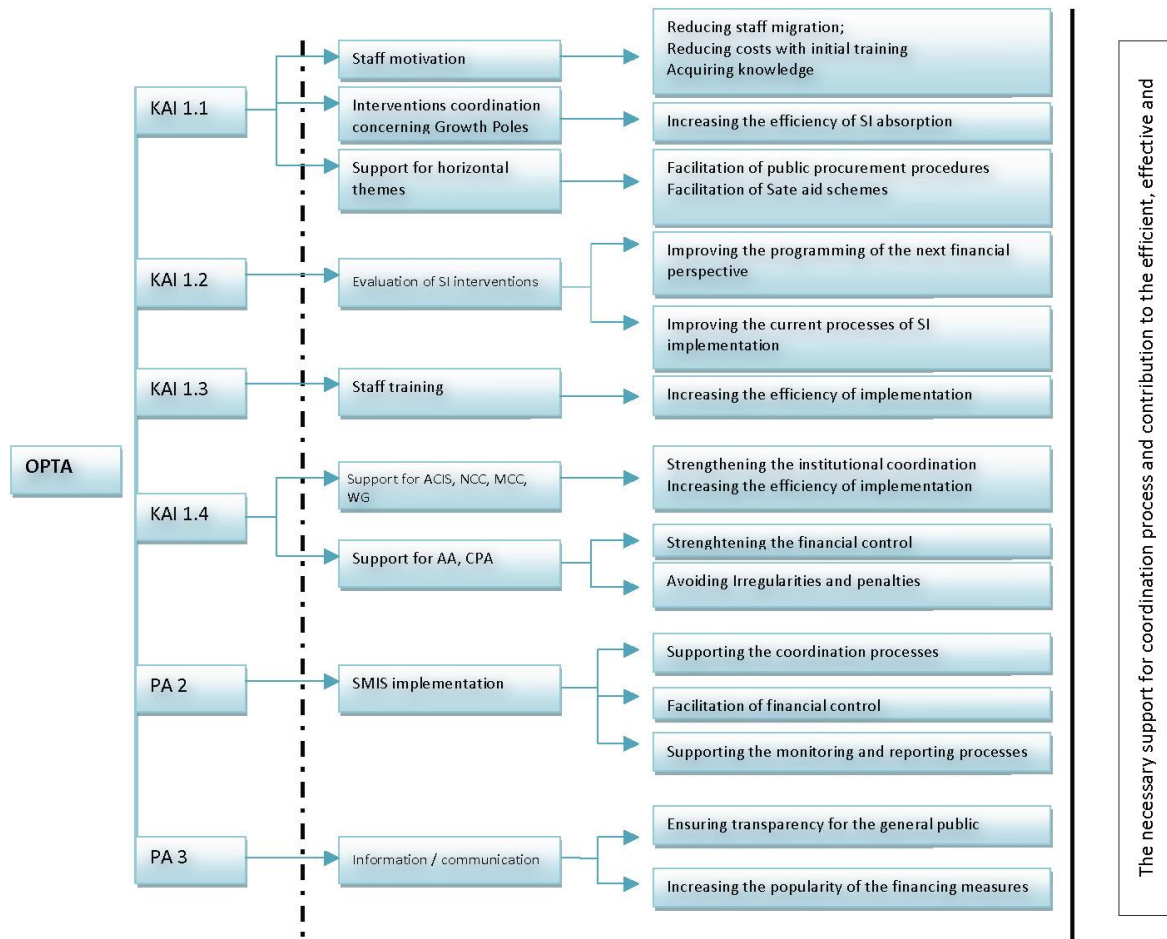 OPTA
KAI 1.1
Staff motivation
Reducing staff migration;
Reducing costs with initial training
Acquiring knowledge
Interventions coordination
concerning Growth Poles
Increasing the efficiency of SI absorption
Support for horizontal
themes
Facilitation of public procurement procedures
Facilitation of Sate aid schemes
KAI 1.2
Evaluation of SI interventions
Improving the programming of the next financial
perspective
Improving the current processes of SI
implementation
KAI 1.3
Staff training
Increasing the efficiency of implementation
KAI 1.4
Support for ACIS, NCC, MCC,
WG
Strengthening the institutional coordination
Increasing the efficiency of implementation
Support for AA, CPA
Strenghtening the financial control
Avoiding Irregularities and penalties
PA 2
SMIS implementation
Supporting the coordination processes
Facilitation of financial control
Supporting the monitoring and reporting processes
PA 3
Information / communication
Ensuring transparency for the general public
Increasing the popularity of the financing measures
The necessary support for coordination process and contribution to the efficient, effective and